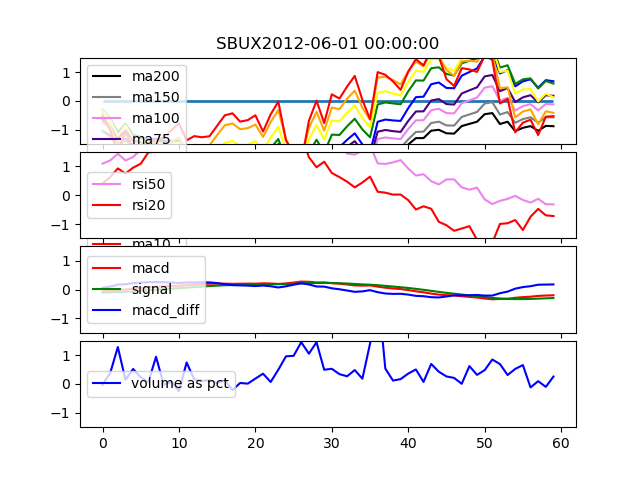 SBUX2012-06-01 00:00:00
1
0
−1
ma200
ma150
ma100
ma75
1
0
−1
rsi50
rsi20
ma10
1
0
−1
macd
signal
macd_diff
1
0
−1
volume as pct
0 10 20 30 40 50 60